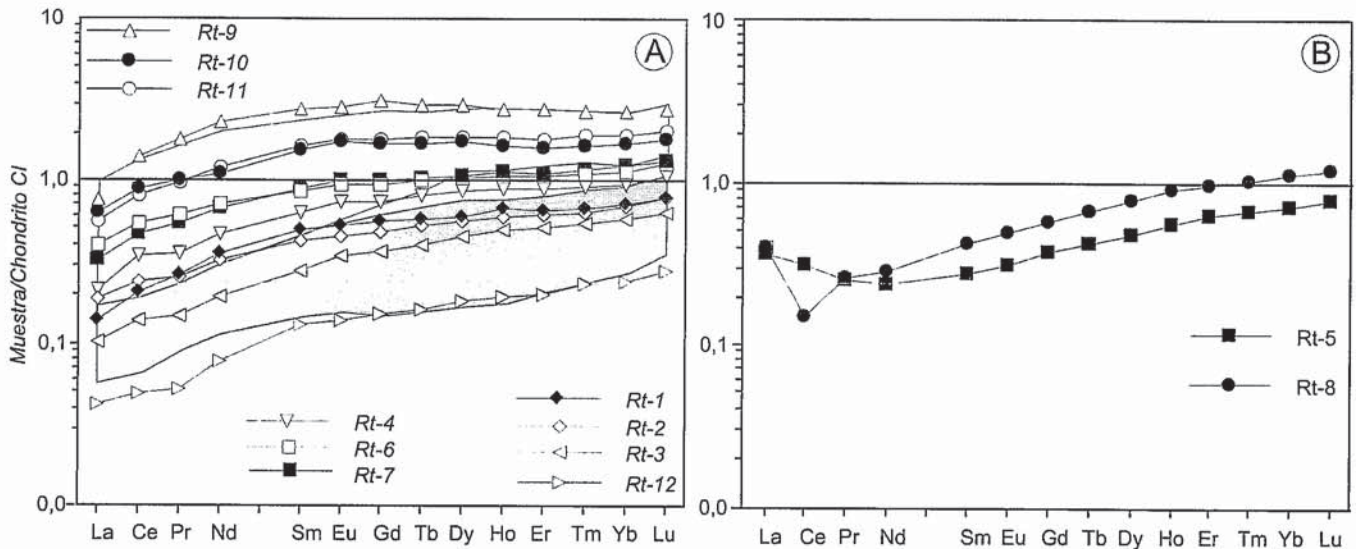 10
Rt-9
Rt-10
Rt-11
A
1,0
0,1
0,0
Muestra/Chondrito CI
Rt-4
Rt-6
Rt-7
Rt-1
Rt-2
Rt-3
Rt-12
La Ce Pr Nd Sm Eu Gd Tb Dy Ho Er Tm Yb Lu
10
B
1,0
0,1
0,0
Rt-5
Rt-8
La Ce Pr Nd Sm Eu Gd Tb Dy Ho Er Tm Yb Lu